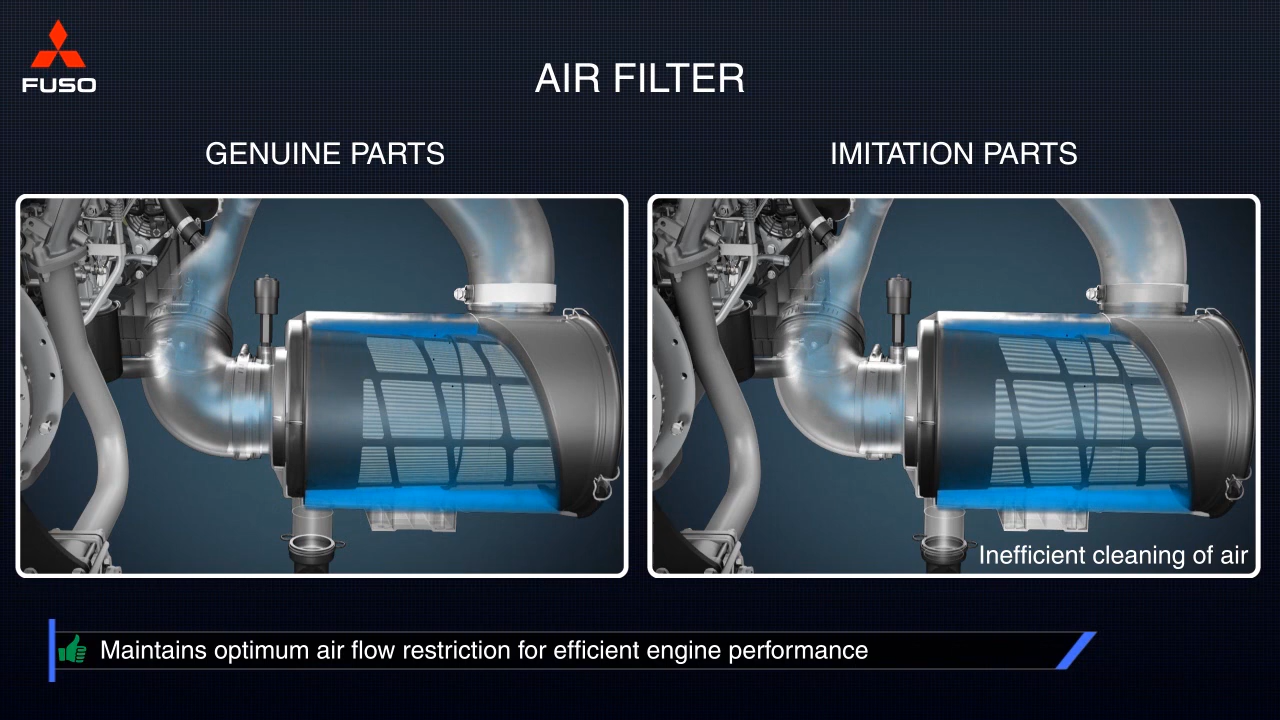 FUSO
AIR FILTER
GENUINE PARTS
IMITATION PARTS
Inefficient cleaning of air
Maintains optimum air flow restriction for efficient engine performance